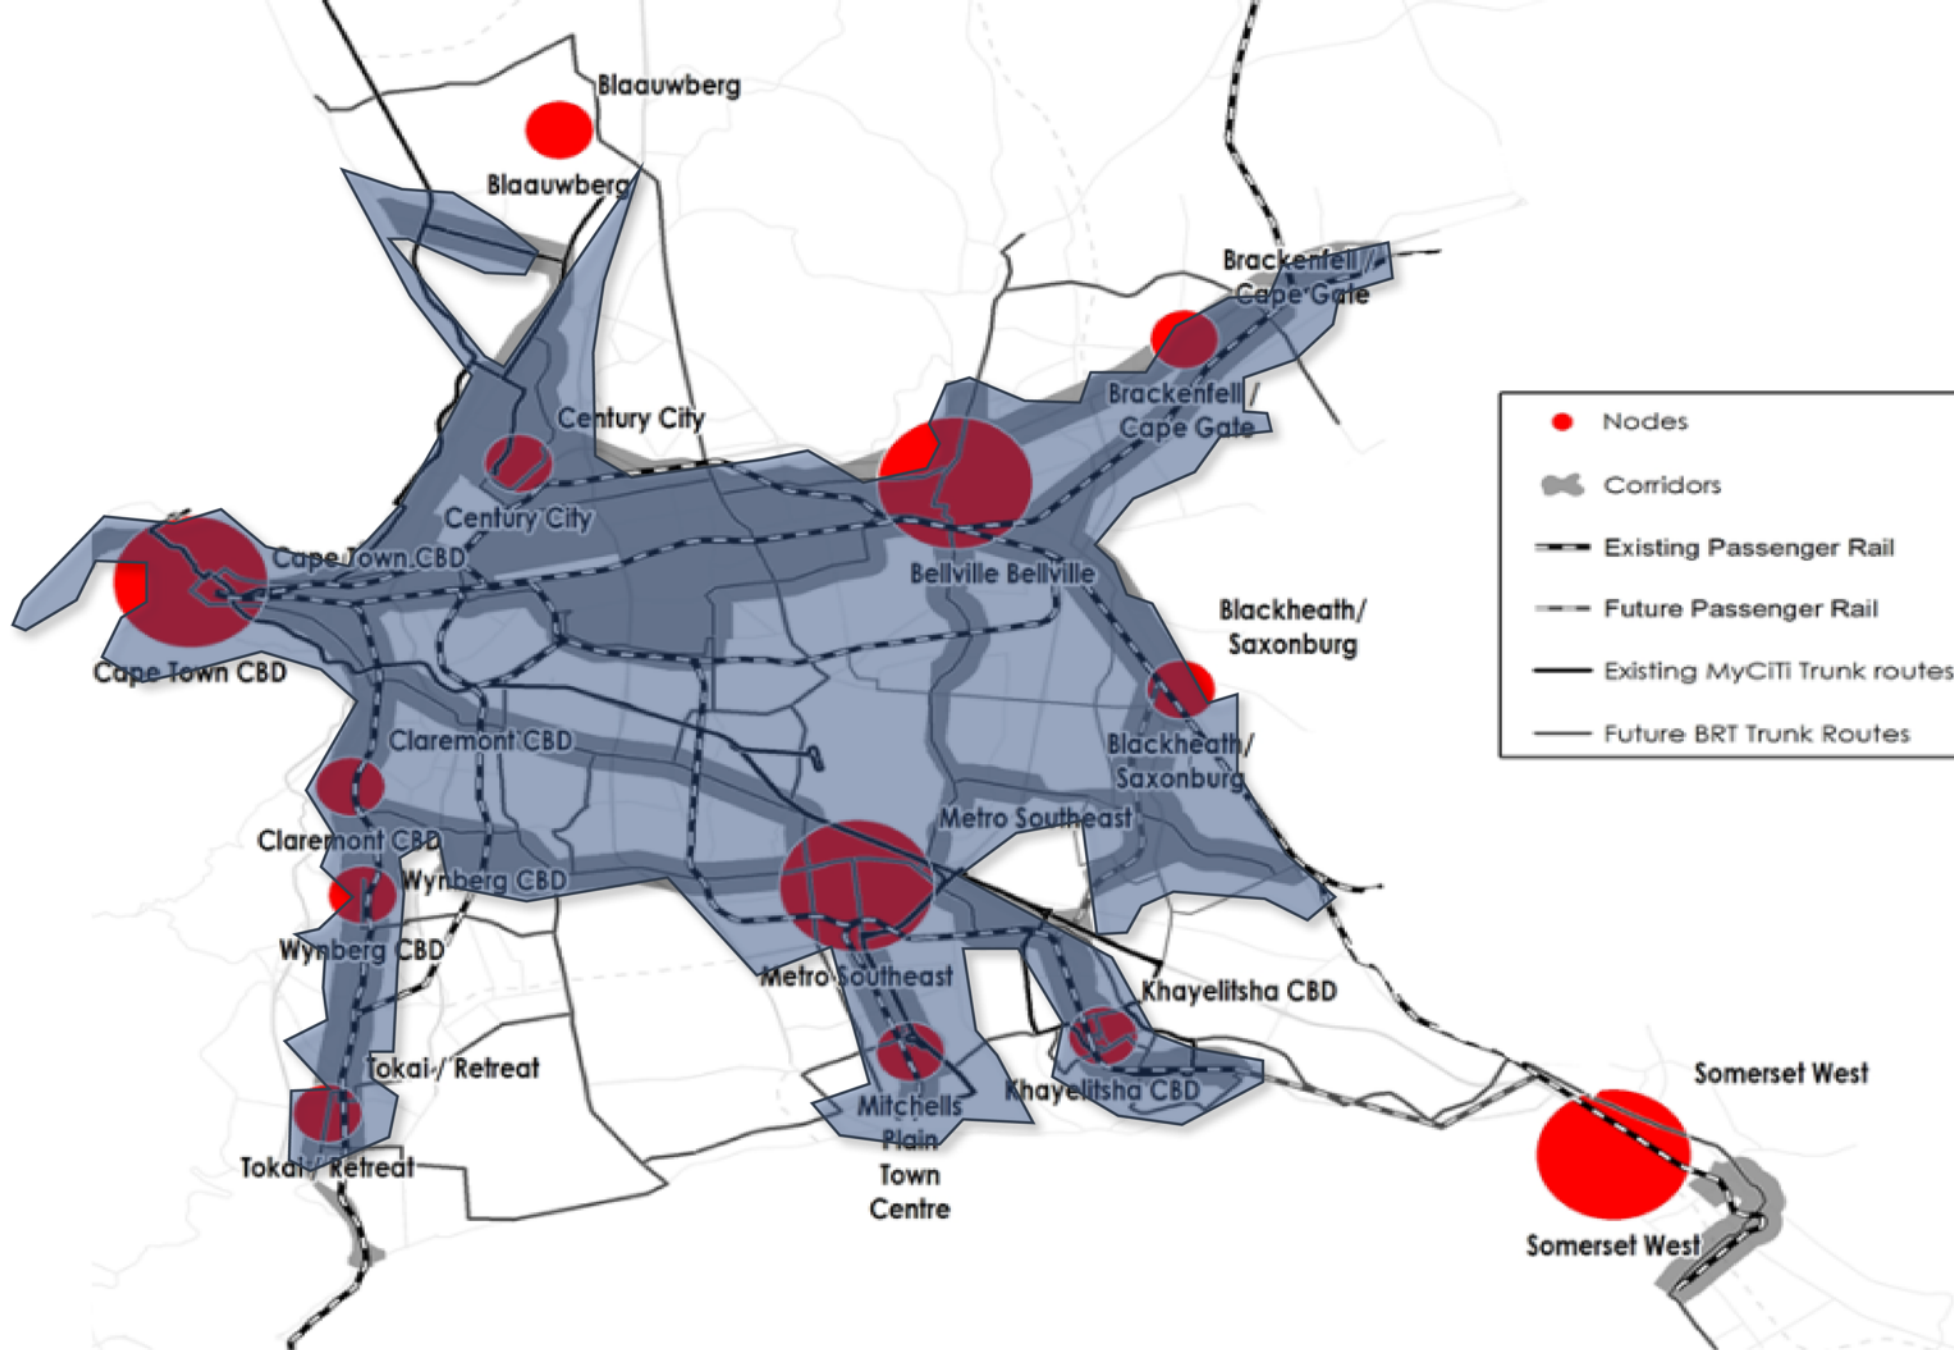 Blaauwberg
Blaauwberg
Brackenfell /
Cape Gate
Brackenfell /
Cape Gate
Century City
Century City
Nodes
Corridors
Existing Passenger Rail
Future Passenger Rail
Existing MyCiTi Trunk routes
Future BRT Trunk Routes
Cape Town CBD
Cape Town CBD
Bellville Bellville
Blackheath/
Saxonburg
Blackheath/
Saxonburg
Claremont CBD
Claremont CBD
Metro Southeast
Wynberg CBD
Wynberg CBD
Metro Southeast
Khayelitsha CBD
Khayelitsha CBD
Tokai / Retreat
Tokai / Retreat
Mitchells
Plain
Town
Centre
Somerset West
Somerset West